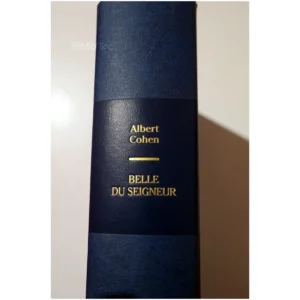 Albert
Cohen
BELLE
DU SEIGNEUR